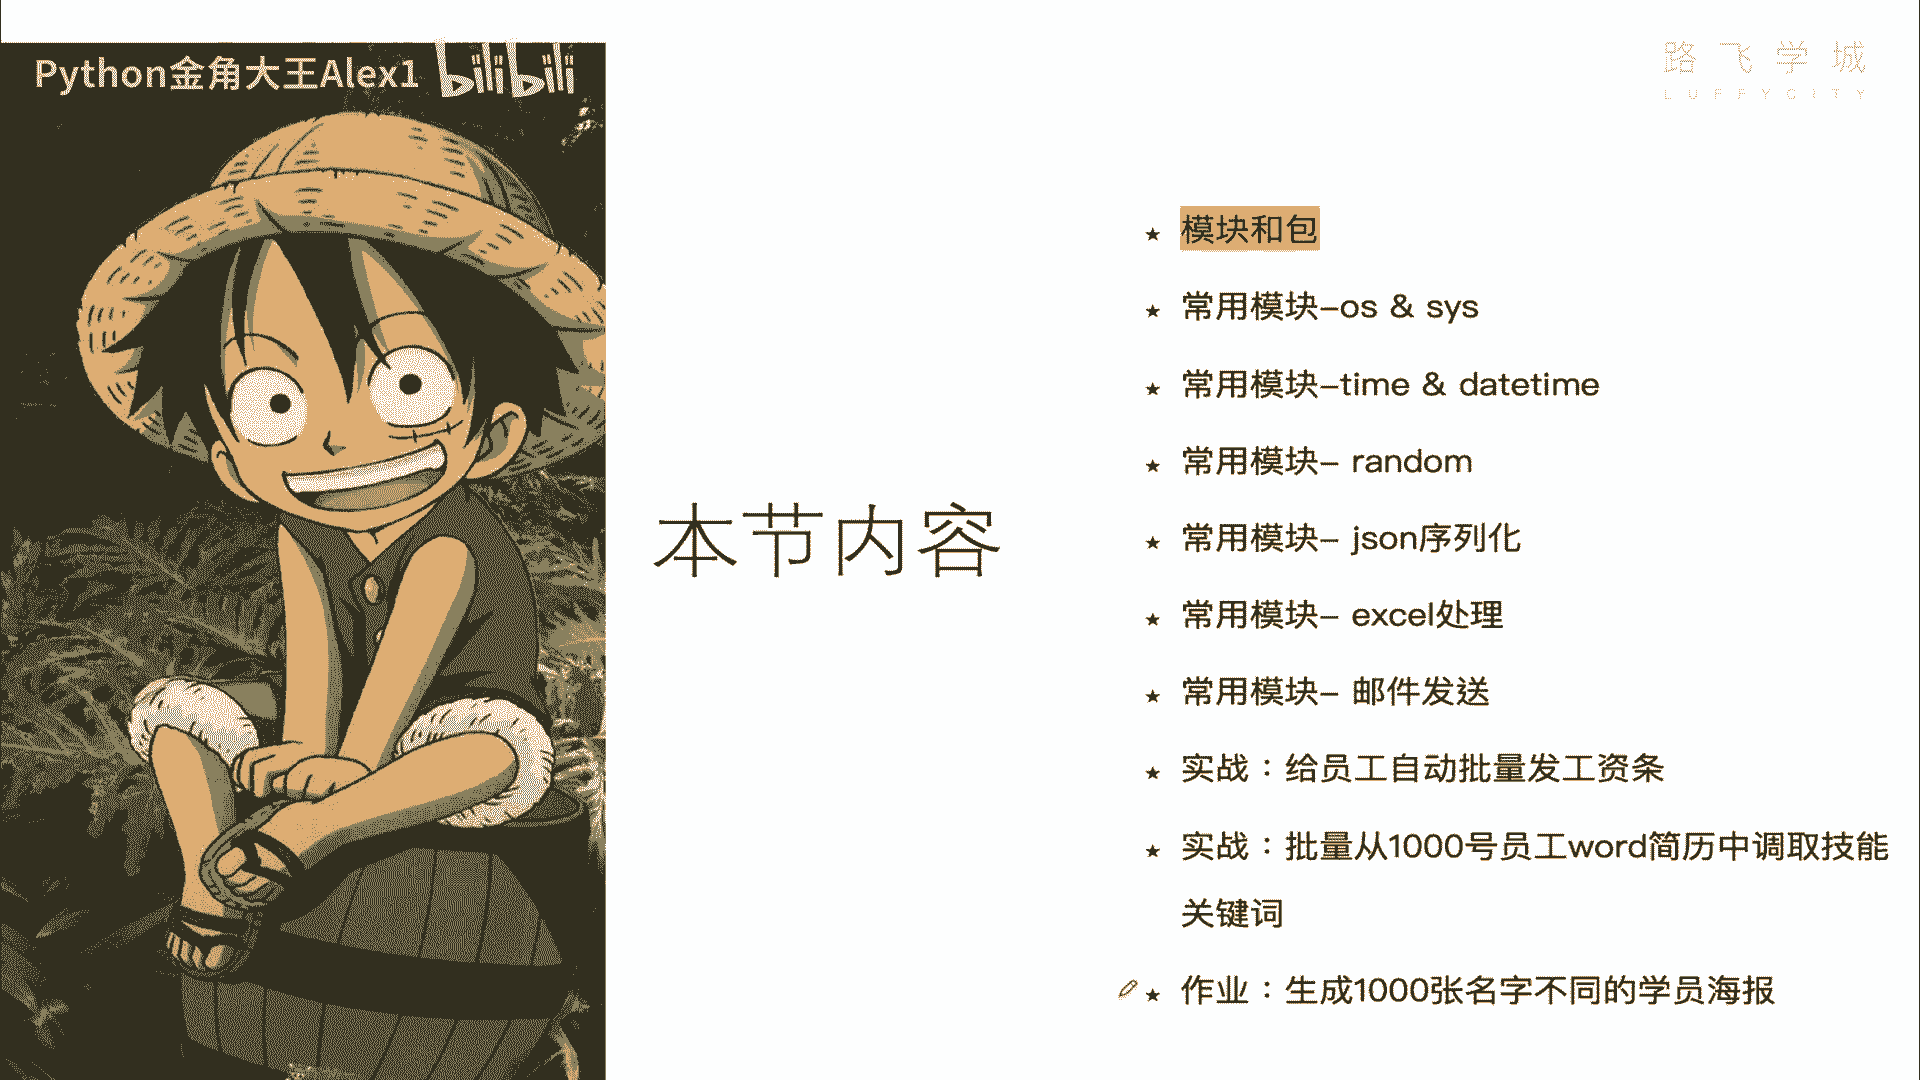 Python金角大王Alex1 bilibili
路飞学城
LUFFYCITY
本节内容
★ 模块和包
★ 常用模块-os & sys
★ 常用模块-time & datetime
★ 常用模块- random
★ 常用模块- json序列化
★ 常用模块- excel处理
★ 常用模块- 邮件发送
★ 实战：给员工自动批量发工资条
★ 实战：批量从1000号员工word简历中调取技能
关键词
★ 作业：生成1000张名字不同的学员海报